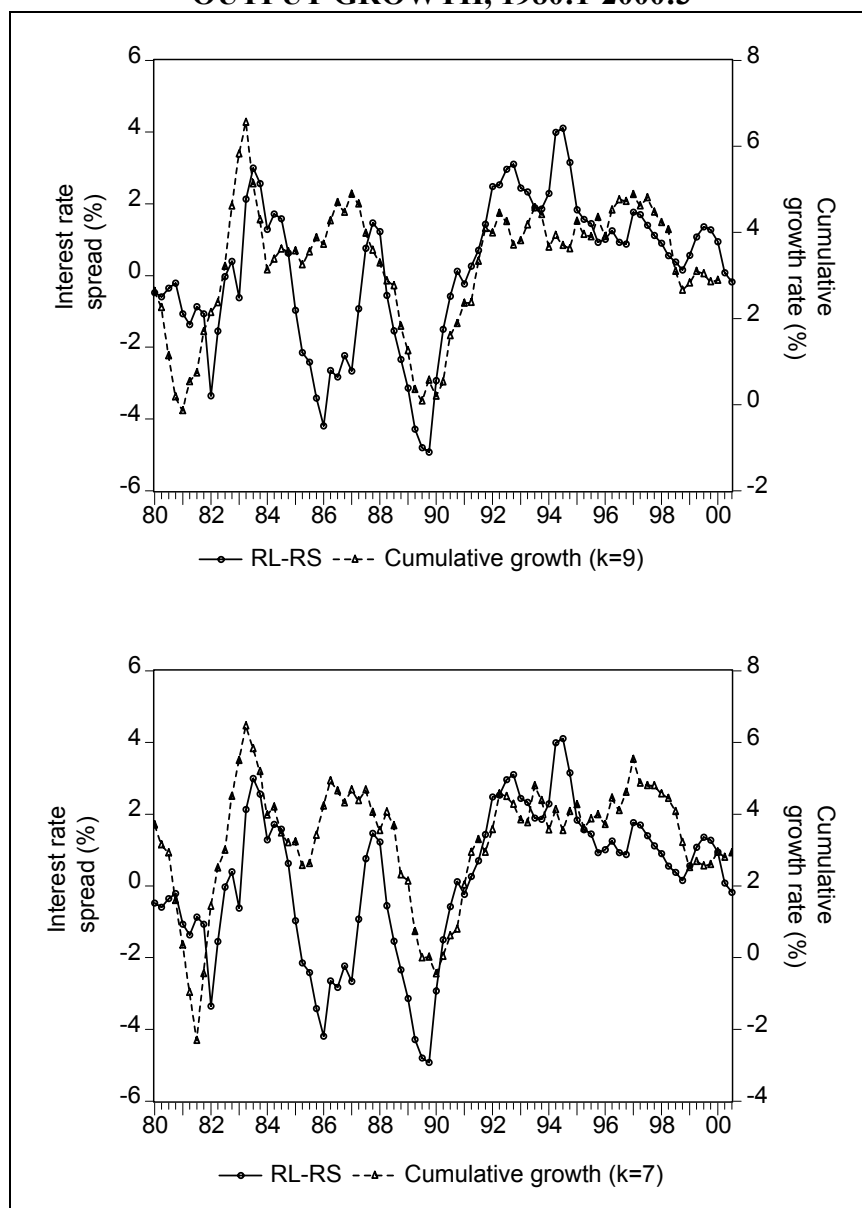 OUTPUT GROWTH, 1980:1-2000:3
6 8
4 6
2 4
0 2
-2 0
-4
-6 -2
Interest rate
spread (%)
Cumulative
growth rate (%)
80 82 84 86 88 90 92 94 96 98 00
RL-RS Cumulative growth (k=9)
6 8
4 6
2 4
0 2
-2 0
-4 -2
-6 -4
Interest rate
spread (%)
Cumulative
growth rate (%)
80 82 84 86 88 90 92 94 96 98 00
RL-RS Cumulative growth (k=7)